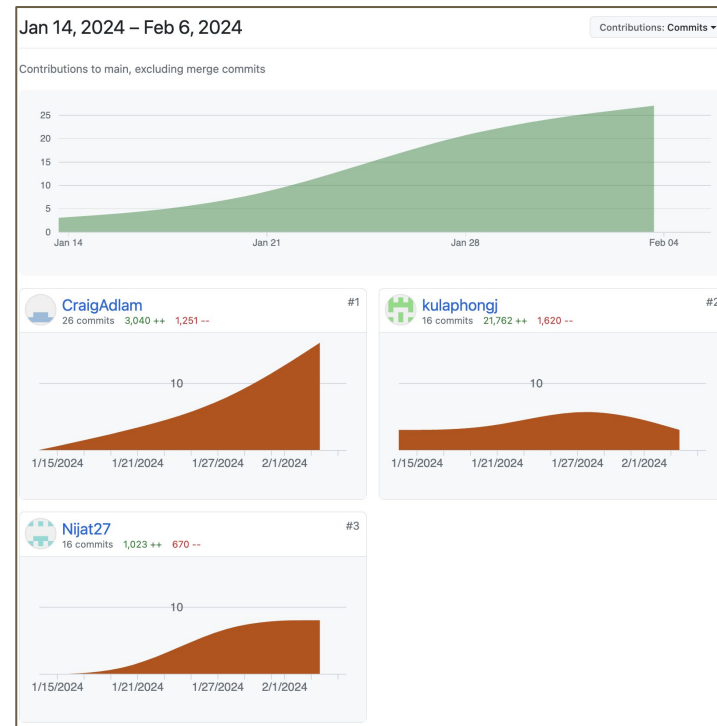 Jan 14, 2024 – Feb 6, 2024
Contributions: Commits
Contributions to main, excluding merge commits
25
20
15
10
5
0
Jan 14 Jan 21 Jan 28 Feb 04
CraigAdlam #1
26 commits 3,040 ++ 1,251 --
10
1/15/2024 1/21/2024 1/27/2024 2/1/2024
kulaphongj #2
16 commits 21,762 ++ 1,620 --
10
1/15/2024 1/21/2024 1/27/2024 2/1/2024
Nijat27 #3
16 commits 1,023 ++ 670 --
10
1/15/2024 1/21/2024 1/27/2024 2/1/2024